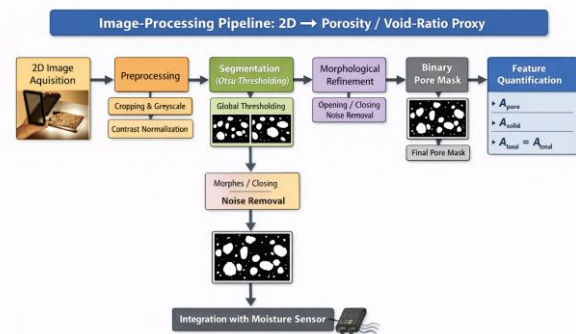 Image-Processing Pipeline: 2D → Porosity / Void-Ratio Proxy
2D Image
Aquisition
Preprocessing
Cropping & Greyscale
Contrast Normalization
Segmentation
(Otsu Thresholding)
Global Thresholding
Morphological
Refinement
Opening / Closing
Noise Removal
Binary
Pore Mask
Final Pore Mask
Feature
Quantification
▸ A_pore
▸ A_solid
▸ A_total = A_total
Morphes / Closing
Noise Removal
Integration with Moisture Sensor